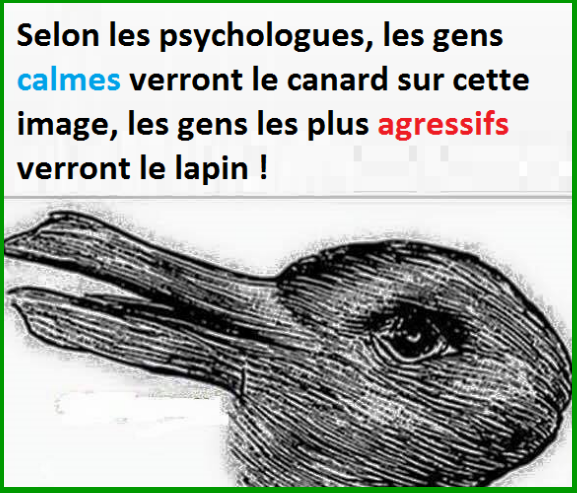 Selon les psychologues, les gens
calmes verront le canard sur cette
image, les gens les plus agressifs
verront le lapin !